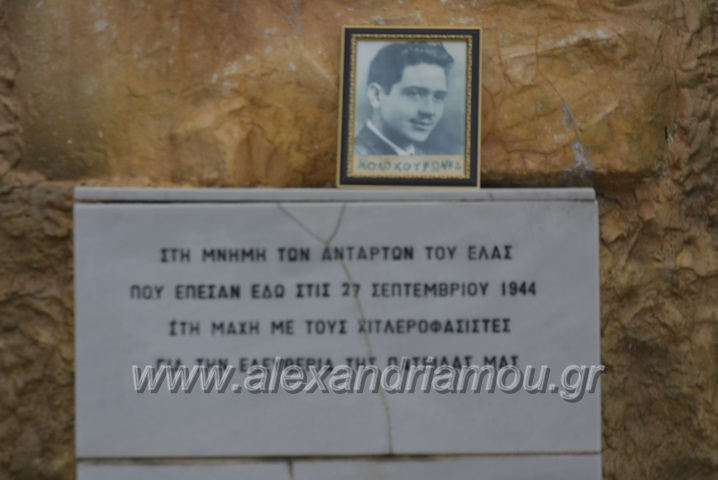 ΣΤΗ ΜΝΗΜΗ ΤΩΝ ΑΝΤΑΡΤΩΝ ΤΟΥ ΕΛΑΣ
ΠΟΥ ΕΠΕΣΑΝ ΕΔΩ ΣΤΙΣ 27 ΣΕΠΤΕΜΒΡΙΟΥ 1944
ΣΤΗ ΜΑΧΗ ΜΕ ΤΟΥΣ ΧΙΤΛΕΡΟΦΑΣΙΣΤΕΣ
ΓΙΑ ΤΗΝ ΕΛΕΥΘΕΡΙΑ ΤΗΣ ΠΑΤΡΙΔΑΣ ΜΑΣ
www.alexandriamou.gr